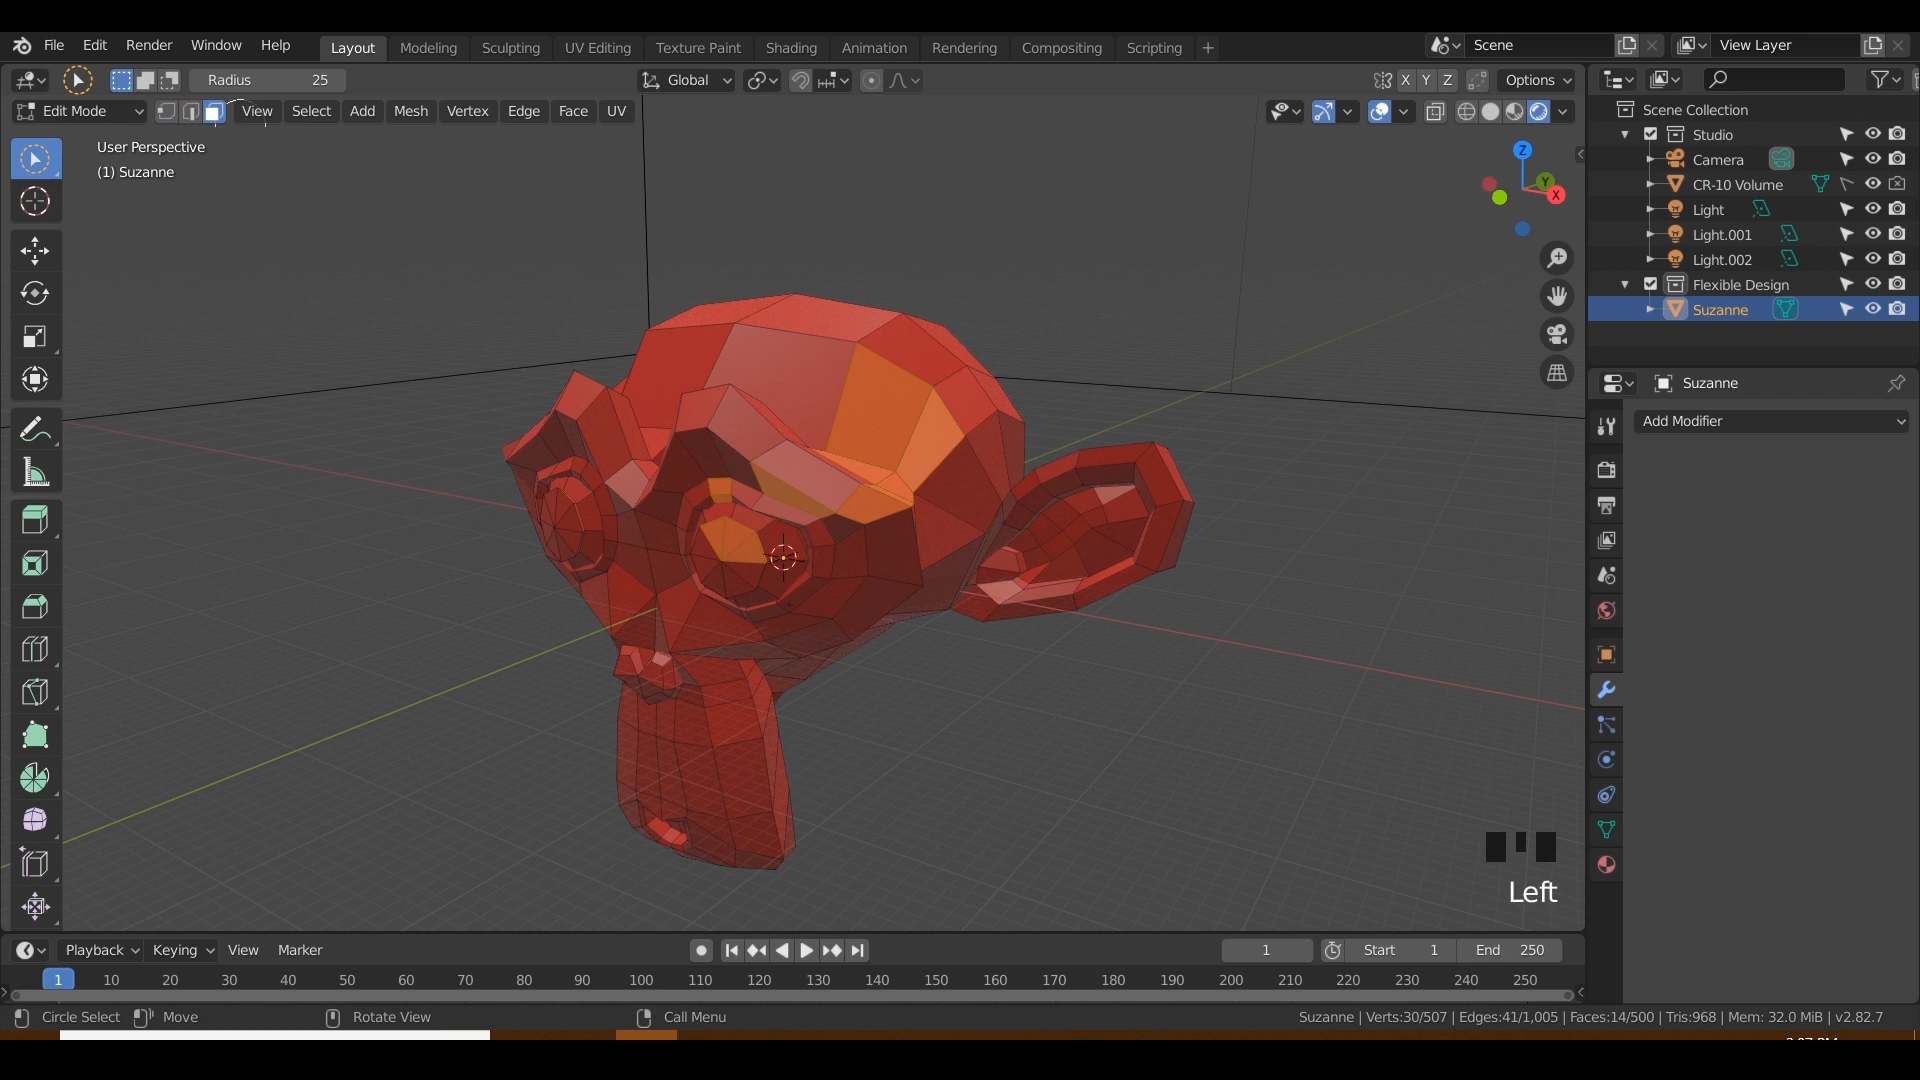 File Edit Render Window Help Layout Modeling Sculpting UV Editing Texture Paint Shading Animation Rendering Compositing Scripting + Scene View Layer
Radius 25 Global X Y Z Options
Edit Mode View Select Add Mesh Vertex Edge Face UV
Scene Collection
Studio
Camera
CR-10 Volume
Light
Light.001
Light.002
Flexible Design
Suzanne
User Perspective
(1) Suzanne
Z
Y
X
Suzanne
Add Modifier
Left
Playback Keying View Marker 1 Start 1 End 250
1 10 20 30 40 50 60 70 80 90 100 110 120 130 140 150 160 170 180 190 200 210 220 230 240 250
Circle Select Move Rotate View Call Menu Suzanne | Verts:30/507 | Edges:41/1,005 | Faces:14/500 | Tris:968 | Mem: 32.0 MiB | v2.82.7